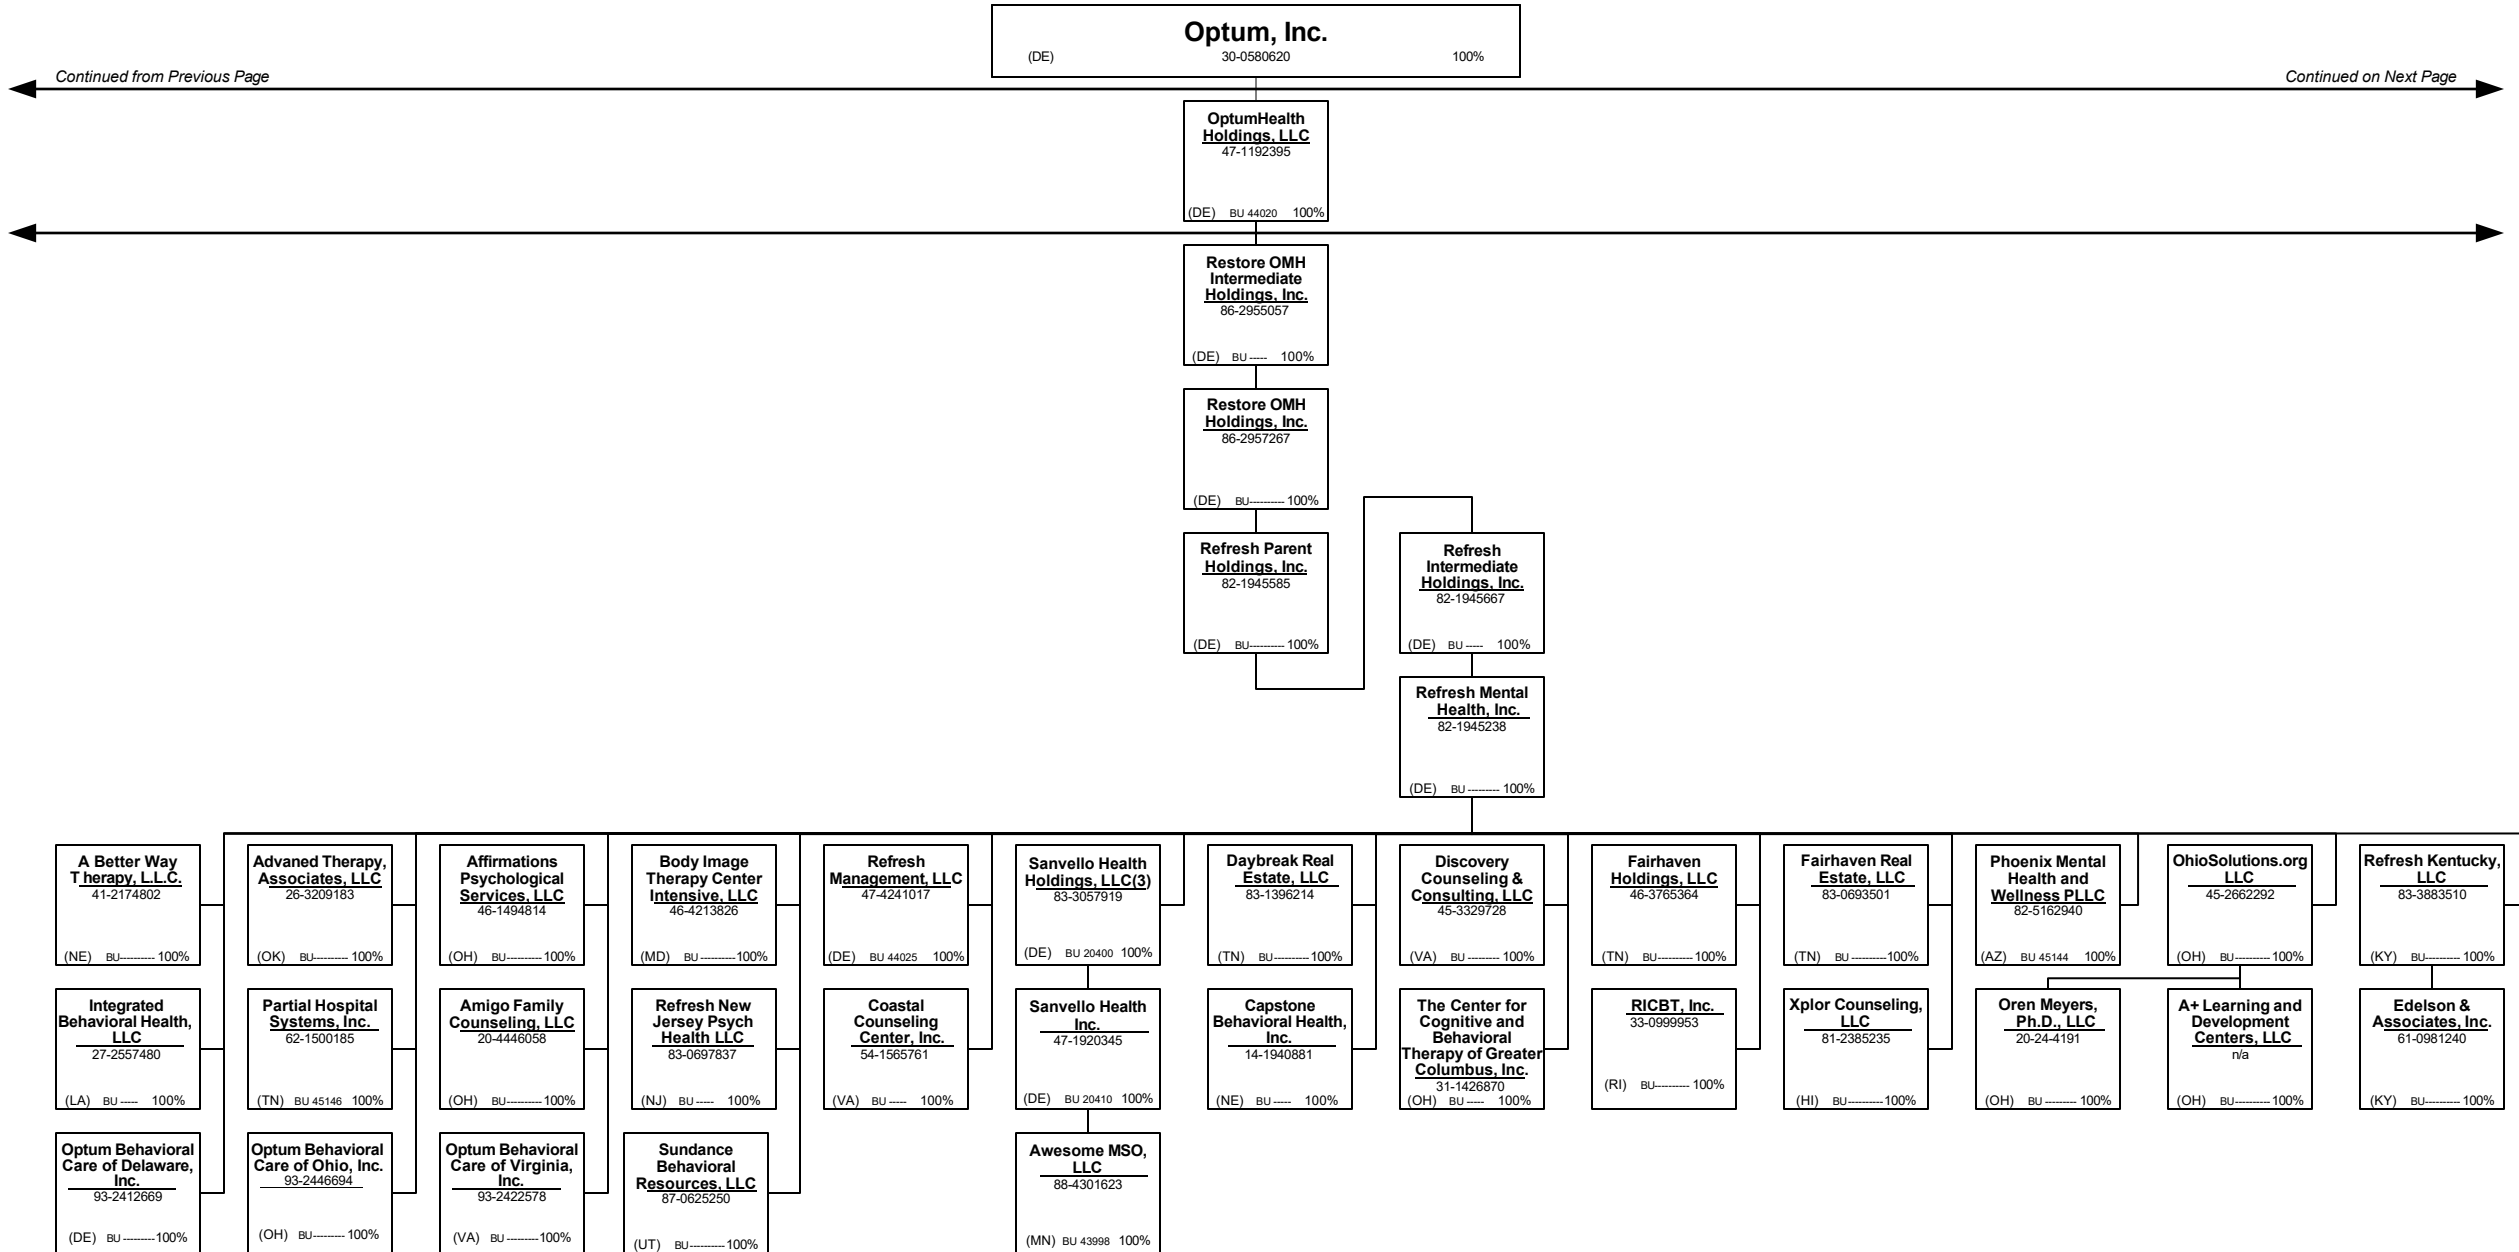 Optum, Inc.
(DE) 30-0580620 100%
Continued from Previous Page
Continued on Next Page
OptumHealth
Holdings, LLC
47-1192395
(DE) BU 44020 100%
Restore OMH
Intermediate
Holdings, Inc.
86-2955057
(DE) BU ----- 100%
Restore OMH
Holdings, Inc.
86-2957267
(DE) BU---------- 100%
Refresh Parent
Holdings, Inc.
82-1945585
(DE) BU---------- 100%
Refresh
Intermediate
Holdings, Inc.
82-1945667
(DE) BU ----- 100%
Refresh Mental
Health, Inc.
82-1945238
(DE) BU --------- 100%
A Better Way
Therapy, L.L.C.
41-2174802
(NE) BU---------- 100%
Advaned Therapy,
Associates, LLC
26-3209183
(OK) BU---------- 100%
Affirmations
Psychological
Services, LLC
46-1494814
(OH) BU----------100%
Body Image
Therapy Center
Intensive, LLC
46-4213826
(MD) BU ----------100%
Refresh
Management, LLC
47-4241017
(DE) BU 44025 100%
Sanvello Health
Holdings, LLC(3)
83-3057919
(DE) BU 20400 100%
Daybreak Real
Estate, LLC
83-1396214
(TN) BU----------100%
Discovery
Counseling &
Consulting, LLC
45-3329728
(VA) BU --------- 100%
Fairhaven
Holdings, LLC
46-3765364
(TN) BU---------- 100%
Fairhaven Real
Estate, LLC
83-0693501
(TN) BU ----------100%
Phoenix Mental
Health and
Wellness PLLC
82-5162940
(AZ) BU 45144 100%
OhioSolutions.org
LLC
45-2662292
(OH) BU----------100%
Refresh Kentucky,
LLC
83-3883510
(KY) BU---------- 100%
Integrated
Behavioral Health,
LLC
27-2557480
(LA) BU ----- 100%
Partial Hospital
Systems, Inc.
62-1500185
(TN) BU 45146 100%
Amigo Family
Counseling, LLC
20-4446058
(OH) BU----------100%
Refresh New
Jersey Psych
Health LLC
83-0697837
(NJ) BU ----- 100%
Coastal
Counseling
Center, Inc.
54-1565761
(VA) BU ----- 100%
Sanvello Health
Inc.
47-1920345
(DE) BU 20410 100%
Capstone
Behavioral Health,
Inc.
14-1940881
(NE) BU ----- 100%
The Center for
Cognitive and
Behavioral
Therapy of Greater
Columbus, Inc.
31-1426870
(OH) BU ----- 100%
RICBT, Inc.
33-0999953
(RI) BU---------- 100%
Xplor Counseling,
LLC
81-2385235
(HI) BU----------100%
Oren Meyers,
Ph.D., LLC
20-24-4191
(OH) BU --------- 100%
A+ Learning and
Development
Centers, LLC
n/a
(OH) BU----------100%
Edelson &
Associates, Inc.
61-0981240
(KY) BU---------- 100%
Optum Behavioral
Care of Delaware,
Inc.
93-2412669
(DE) BU ---------100%
Optum Behavioral
Care of Ohio, Inc.
93-2446694
(OH) BU--------- 100%
Optum Behavioral
Care of Virginia,
Inc.
93-2422578
(VA) BU ---------100%
Sundance
Behavioral
Resources, LLC
87-0625250
(UT) BU----------100%
Awesome MSO,
LLC
88-4301623
(MN) BU 43998 100%